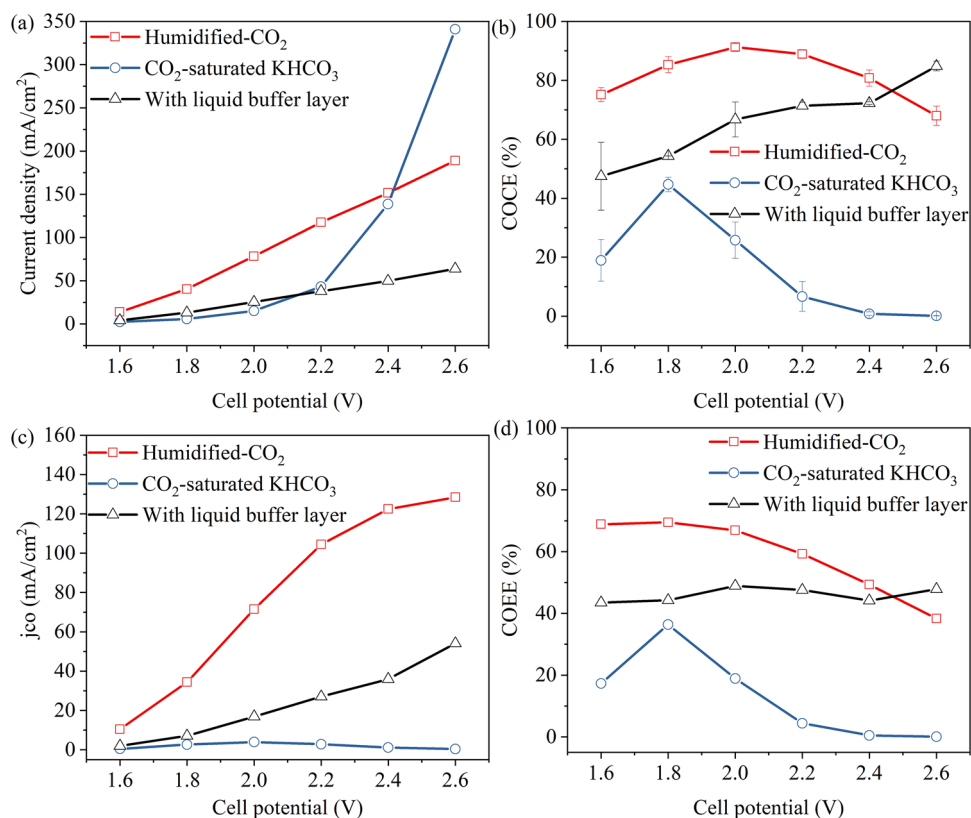 (a)
350
300
250
200
150
100
50
0
Current density (mA/cm²)
Humidified-CO₂
CO₂-saturated KHCO₃
With liquid buffer layer
1.6 1.8 2.0 2.2 2.4 2.6
Cell potential (V)
(b)
100
80
60
40
20
0
COCE (%)
Humidified-CO₂
CO₂-saturated KHCO₃
With liquid buffer layer
1.6 1.8 2.0 2.2 2.4 2.6
Cell potential (V)
(c)
160
140
120
100
80
60
40
20
0
jco (mA/cm²)
Humidified-CO₂
CO₂-saturated KHCO₃
With liquid buffer layer
1.6 1.8 2.0 2.2 2.4 2.6
Cell potential (V)
(d)
100
80
60
40
20
0
COEE (%)
Humidified-CO₂
CO₂-saturated KHCO₃
With liquid buffer layer
1.6 1.8 2.0 2.2 2.4 2.6
Cell potential (V)